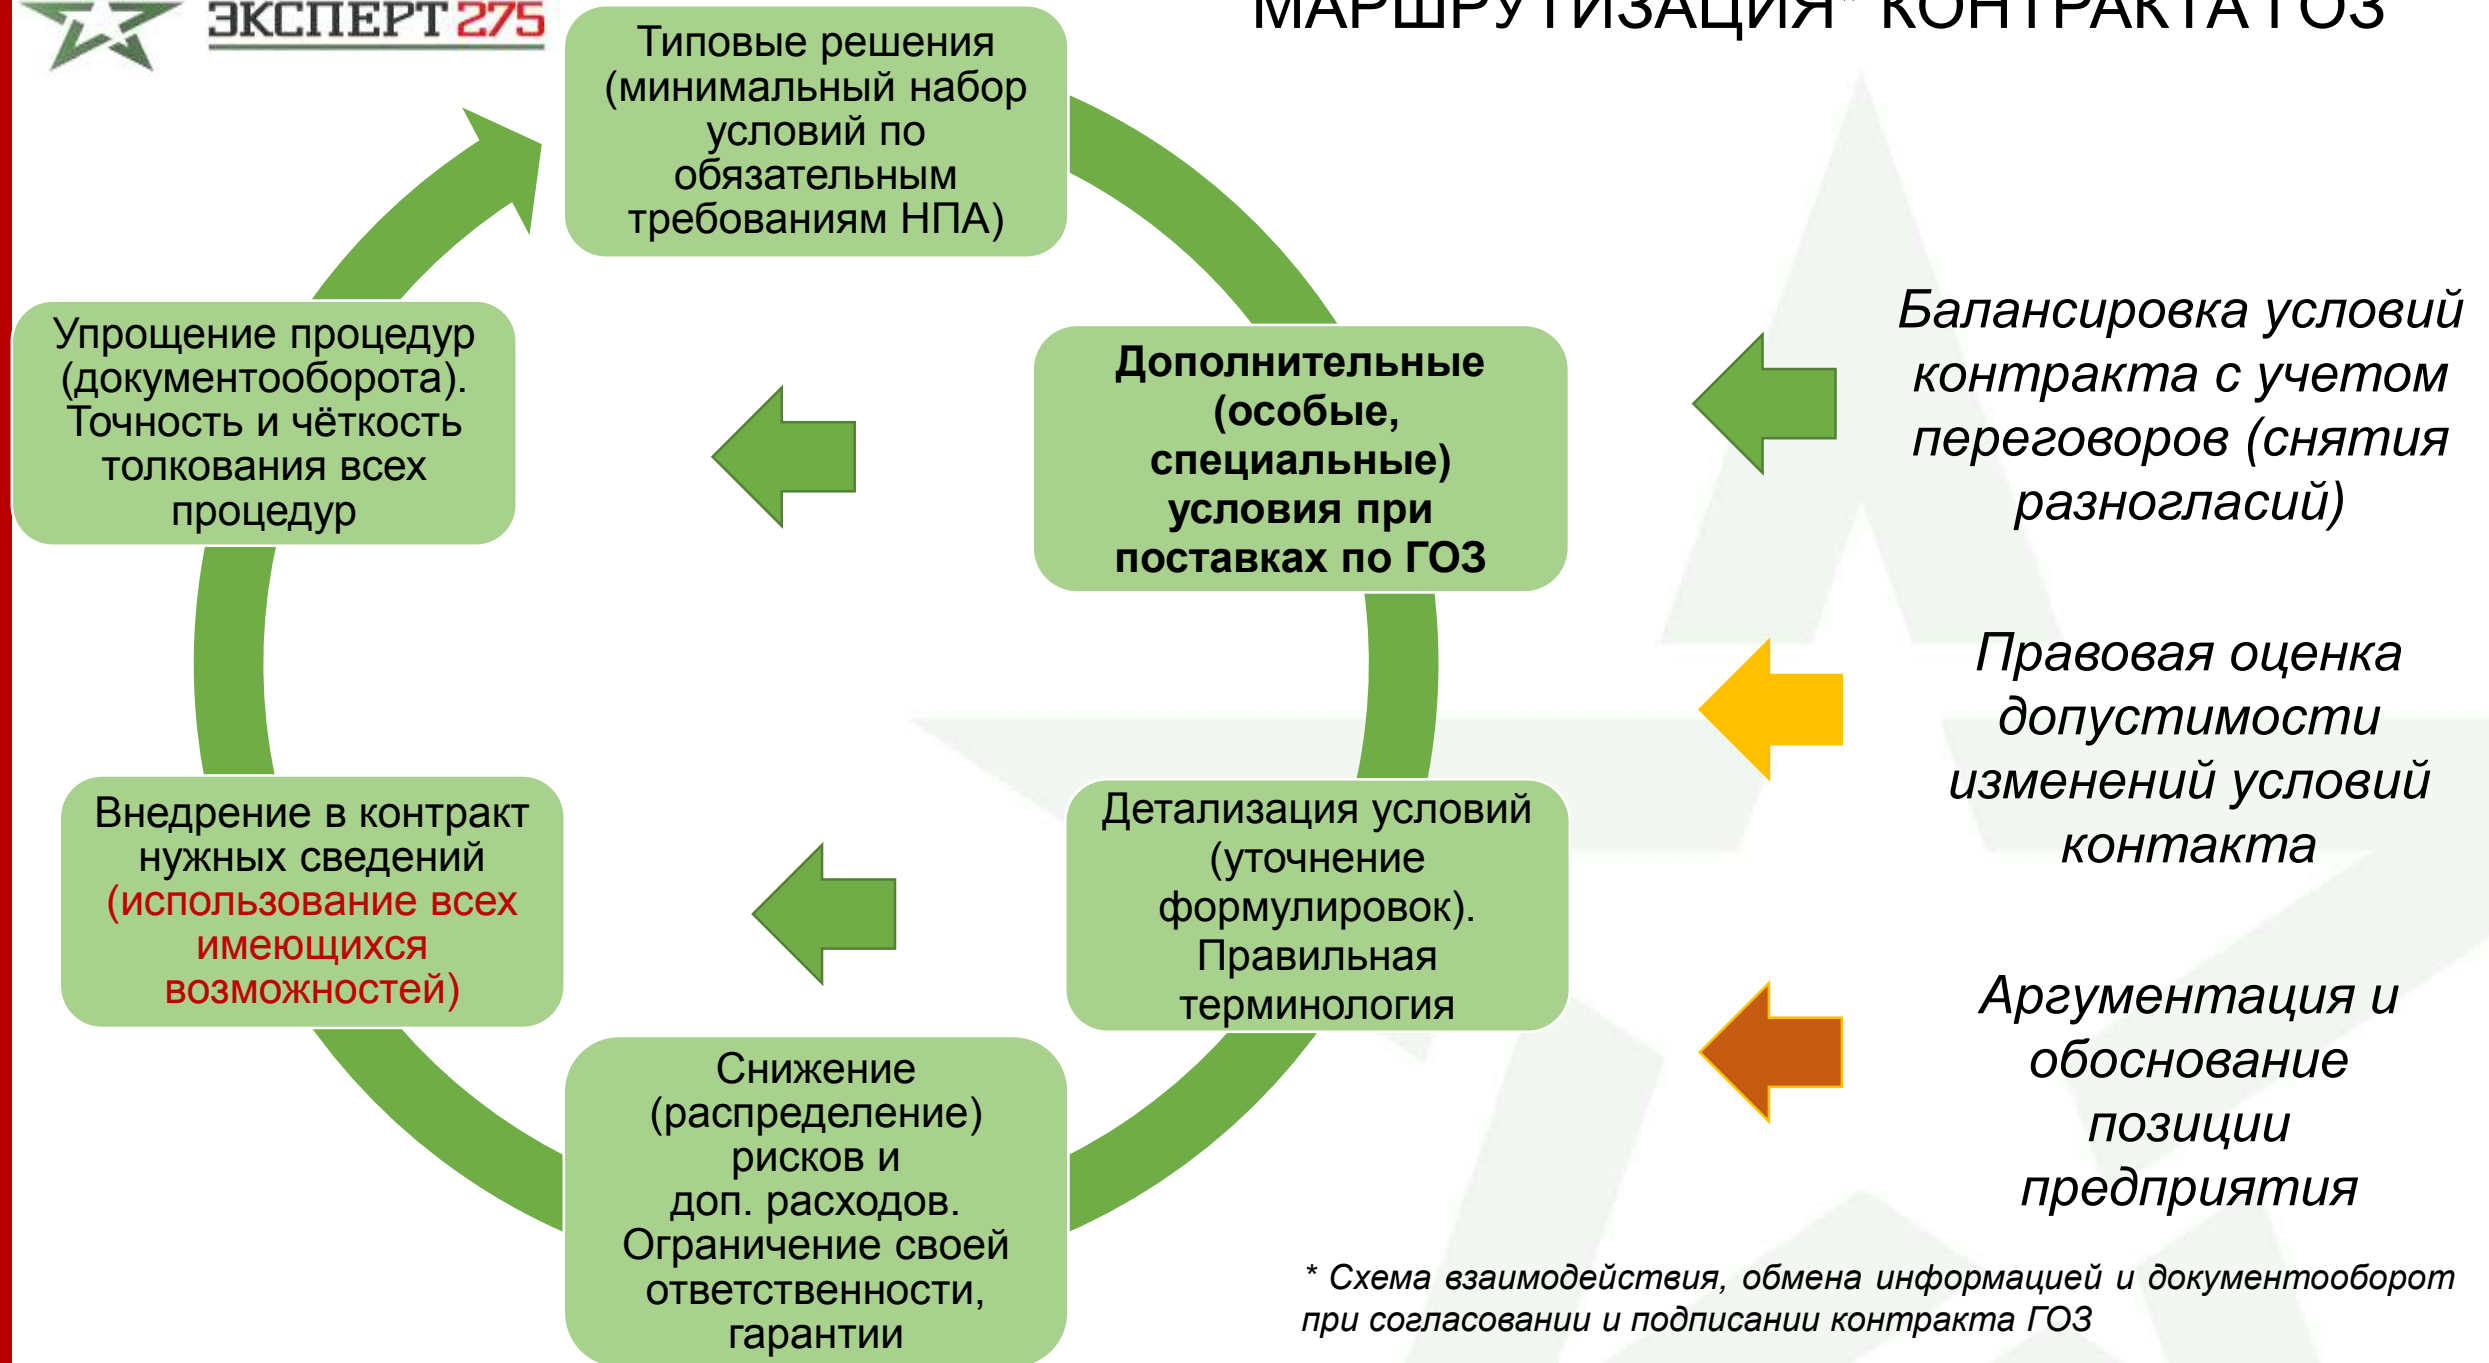 ЭКСПЕРТ 275
МАРШРУТИЗАЦИЯ* КОНТРАКТА ГОЗ
Типовые решения
(минимальный набор
условий по
обязательным
требованиям НПА)
Дополнительные
(особые,
специальные)
условия при
поставках по ГОЗ
Детализация условий
(уточнение
формулировок).
Правильная
терминология
Снижение
(распределение)
рисков и
доп. расходов.
Ограничение своей
ответственности,
гарантии
Внедрение в контракт
нужных сведений
(использование всех
имеющихся
возможностей)
Упрощение процедур
(документооборота).
Точность и чёткость
толкования всех
процедур
Балансировка условий
контракта с учетом
переговоров (снятия
разногласий)
Правовая оценка
допустимости
изменений условий
контакта
Аргументация и
обоснование
позиции
предприятия
* Схема взаимодействия, обмена информацией и документооборот
при согласовании и подписании контракта ГОЗ